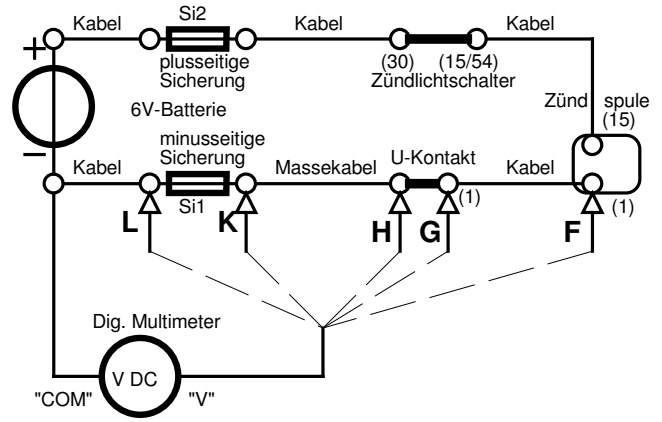 Si2
Kabel Kabel Kabel
+
(30) (15/54)
plusseitige
Sicherung
Zündlichtschalter
Zünd spule
(15)
6V-Batterie
minusseitige
Sicherung
–
Kabel Massekabel U-Kontakt Kabel
Si1
(1) (1)
L K H G F
Dig. Multimeter
V DC
"COM" "V"